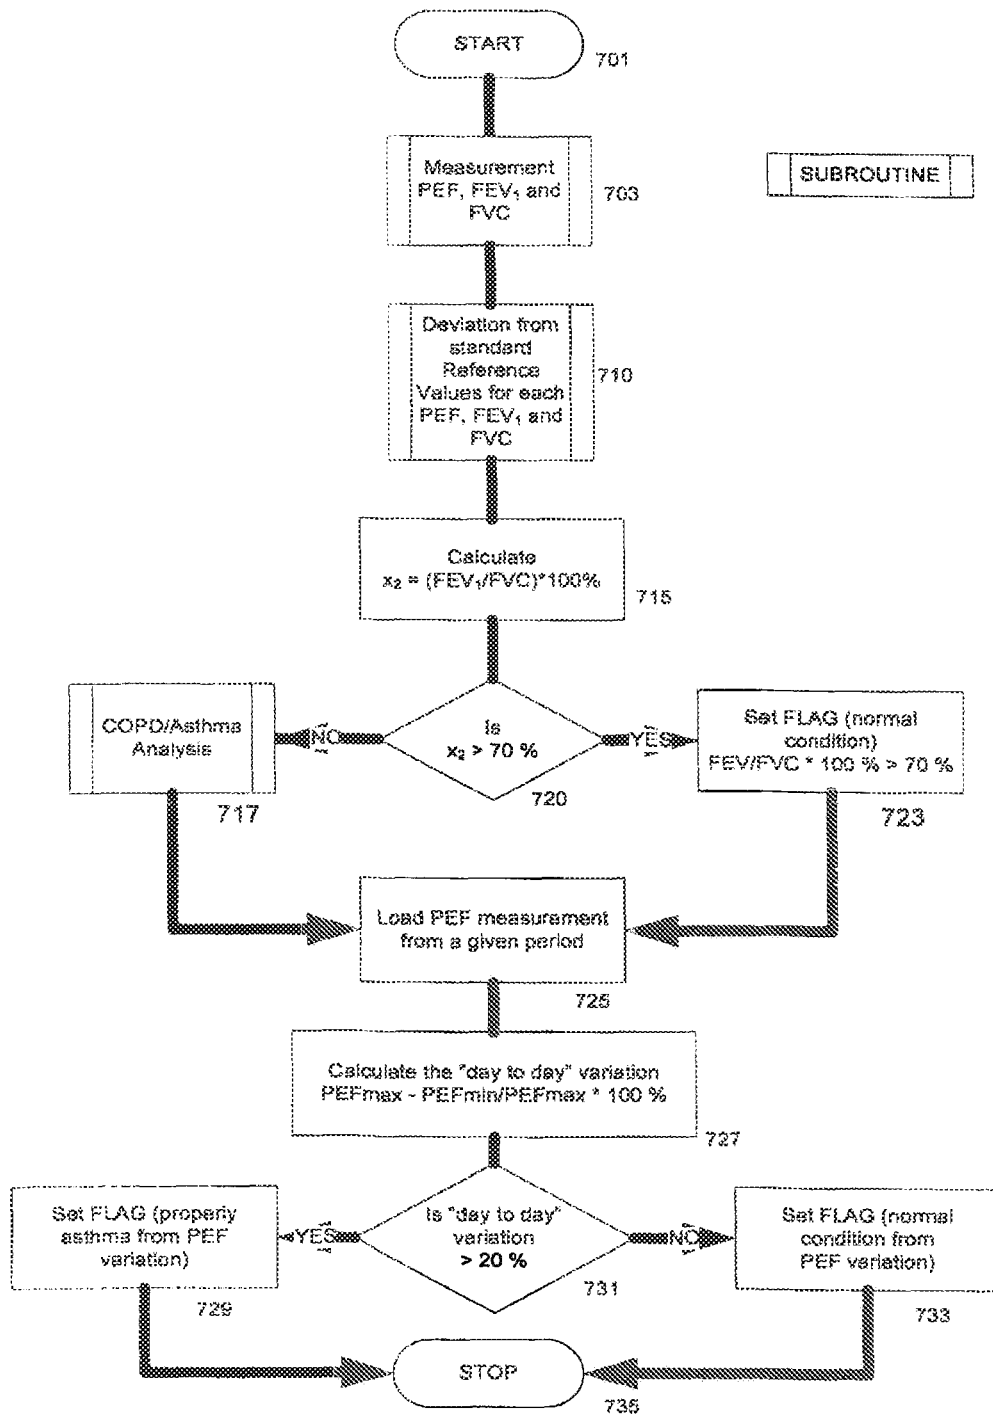 START
701
Measurement
PEF, FEV₁ and
FVC
703
SUBROUTINE
Deviation from
standard
Reference
Values for each
PEF, FEV₁ and
FVC
710
Calculate
x₂ = (FEV₁/FVC)*100%
715
COPD/Asthma
Analysis
717
NO
Is
x₂ > 70 %
720
YES
Set FLAG (normal
condition)
FEV/FVC * 100 % > 70 %
723
Load PEF measurement
from a given period
725
Calculate the "day to day" variation
PEFmax - PEFmin/PEFmax * 100 %
727
Set FLAG (properly
asthma from PEF
variation)
729
YES
Is "day to day"
variation
> 20 %
731
NO
Set FLAG (normal
condition from
PEF variation)
733
STOP
735